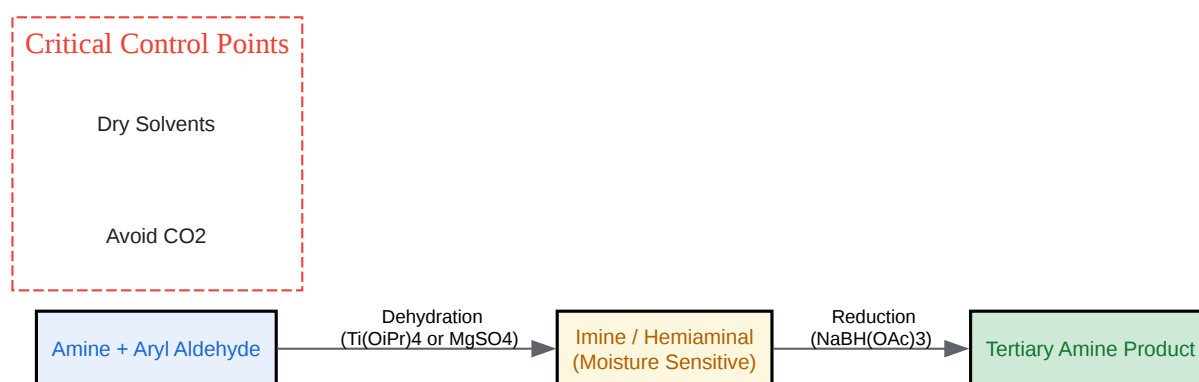 Critical Control Points
Dry Solvents
Avoid CO2
Amine + Aryl Aldehyde
Dehydration
(Ti(OiPr)4 or MgSO4)
Imine / Hemiaminal
(Moisture Sensitive)
Reduction
(NaBH(OAc)3)
Tertiary Amine Product